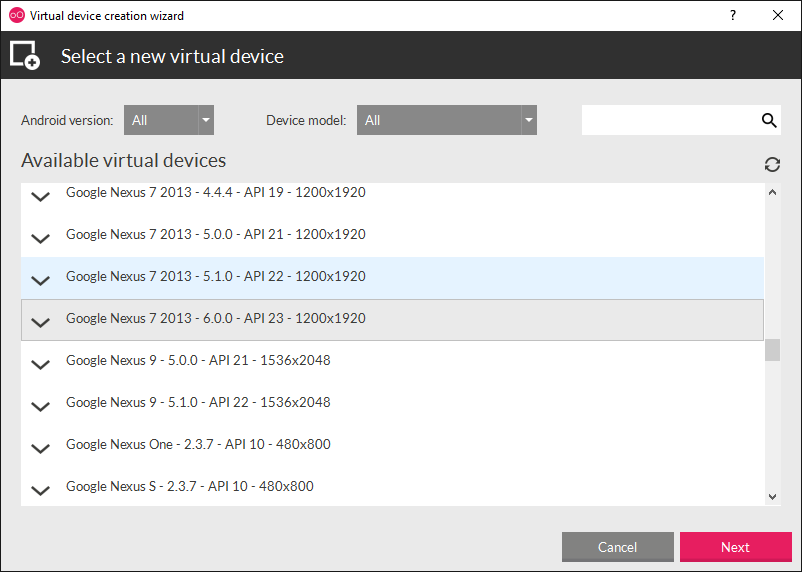 Virtual device creation wizard
Select a new virtual device
Android version: All Device model: All
Available virtual devices
Google Nexus 7 2013 - 4.4.4 - API 19 - 1200x1920
Google Nexus 7 2013 - 5.0.0 - API 21 - 1200x1920
Google Nexus 7 2013 - 5.1.0 - API 22 - 1200x1920
Google Nexus 7 2013 - 6.0.0 - API 23 - 1200x1920
Google Nexus 9 - 5.0.0 - API 21 - 1536x2048
Google Nexus 9 - 5.1.0 - API 22 - 1536x2048
Google Nexus One - 2.3.7 - API 10 - 480x800
Google Nexus S - 2.3.7 - API 10 - 480x800
Cancel Next